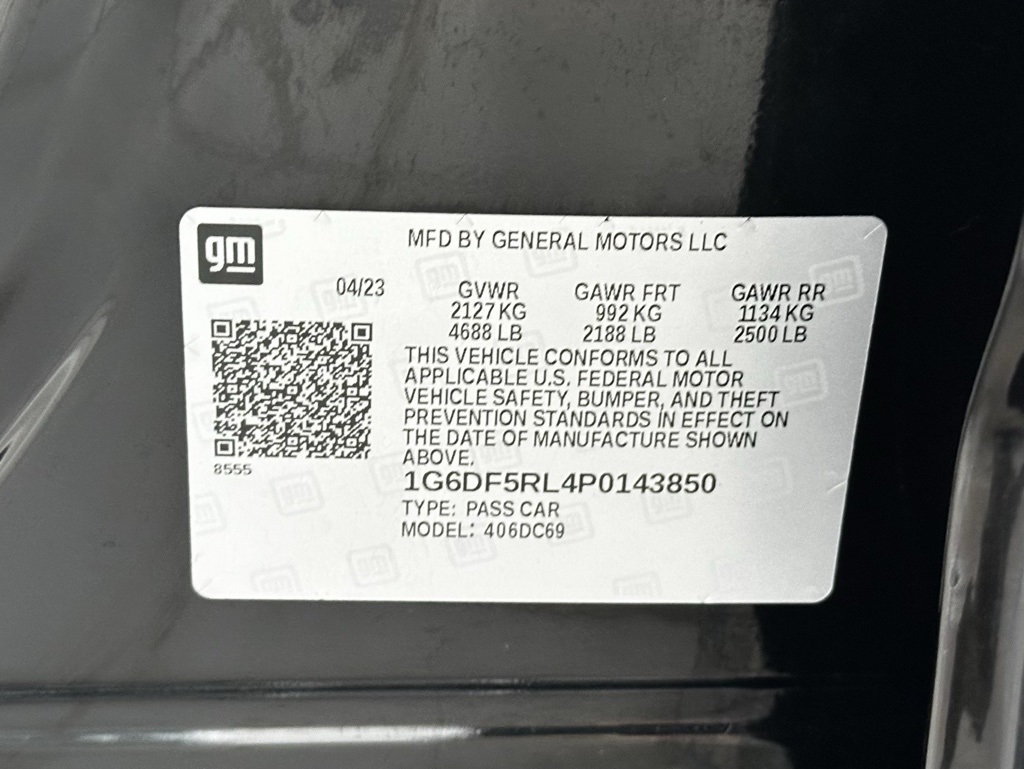 gm
MFD BY GENERAL MOTORS LLC
04/23 GVWR GAWR FRT GAWR RR
2127 KG 992 KG 1134 KG
4688 LB 2188 LB 2500 LB
THIS VEHICLE CONFORMS TO ALL
APPLICABLE U.S. FEDERAL MOTOR
VEHICLE SAFETY, BUMPER, AND THEFT
PREVENTION STANDARDS IN EFFECT ON
THE DATE OF MANUFACTURE SHOWN
ABOVE.
8555
1G6DF5RL4P0143850
TYPE: PASS CAR
MODEL: 406DC69